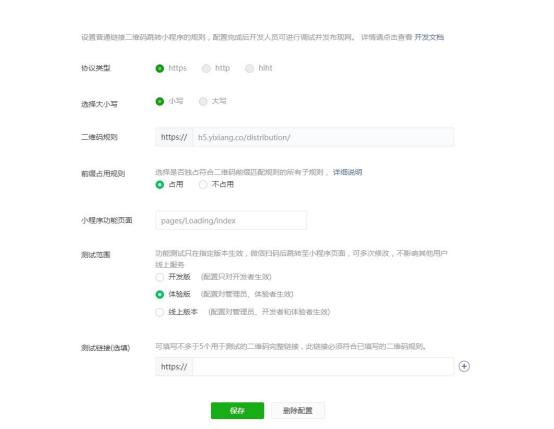 设置普通链接二维码跳转小程序的规则，配置完成后开发人员可进行调试并发布现网。 详情请点击查看 开发文档
协议类型 https http hlht
选择大小写 小写 大写
二维码规则 https:// h5.yixiang.co/distribution/
前缀占用规则 选择是否独占符合二维码前缀匹配规则的所有子规则， 详细说明
占用 不占用
小程序功能页面 pages/Loading/index
测试范围 功能测试只在指定版本生效，微信扫码后跳转至小程序页面，可多次修改，不影响其他用户
线上服务
开发版 (配置只对开发者生效)
体验版 (配置对管理员、体验者生效)
线上版本 (配置对管理员、开发者和体验者生效)
测试链接(选填) 可填写不多于5个用于测试的二维码完整链接，此链接必须符合已填写的二维码规则。
https://
保存 删除配置